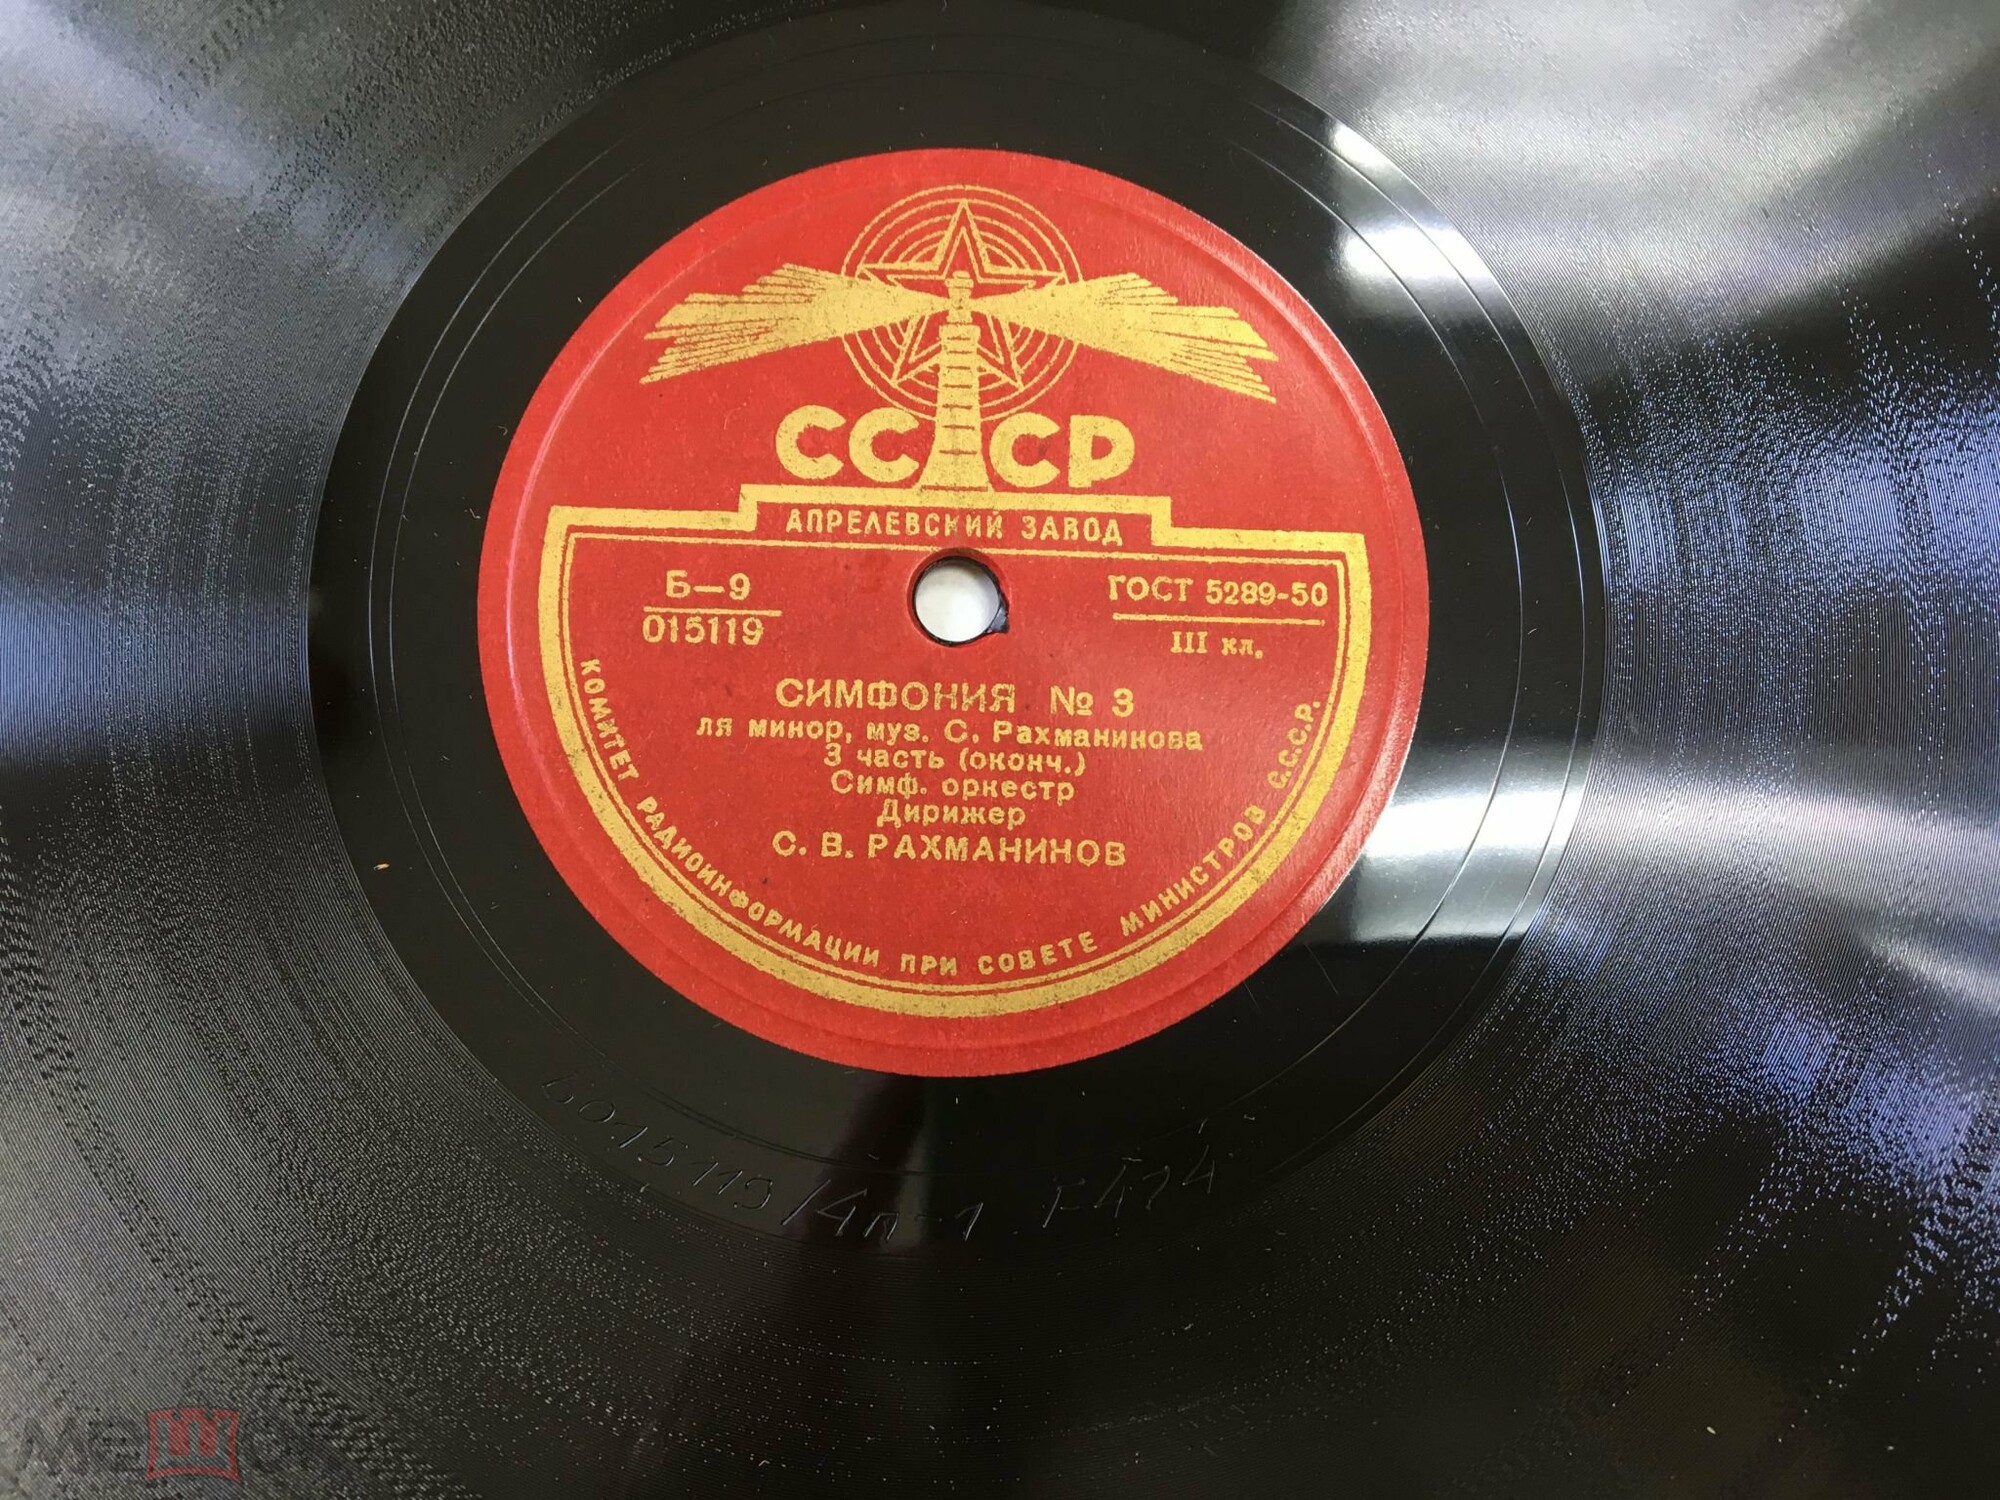 СССР
АПРЕЛЕВСКИЙ ЗАВОД
Б—9
015119
ГОСТ 5289-50
III кл.
СИМФОНИЯ № 3
ля минор, муз. С. Рахманинова
3 часть (оконч.)
Симф. оркестр
Дирижер
С. В. РАХМАНИНОВ
КОМИТЕТ РАДИОИНФОРМАЦИИ ПРИ СОВЕТЕ МИНИСТРОВ С.С.С.Р.
мешок